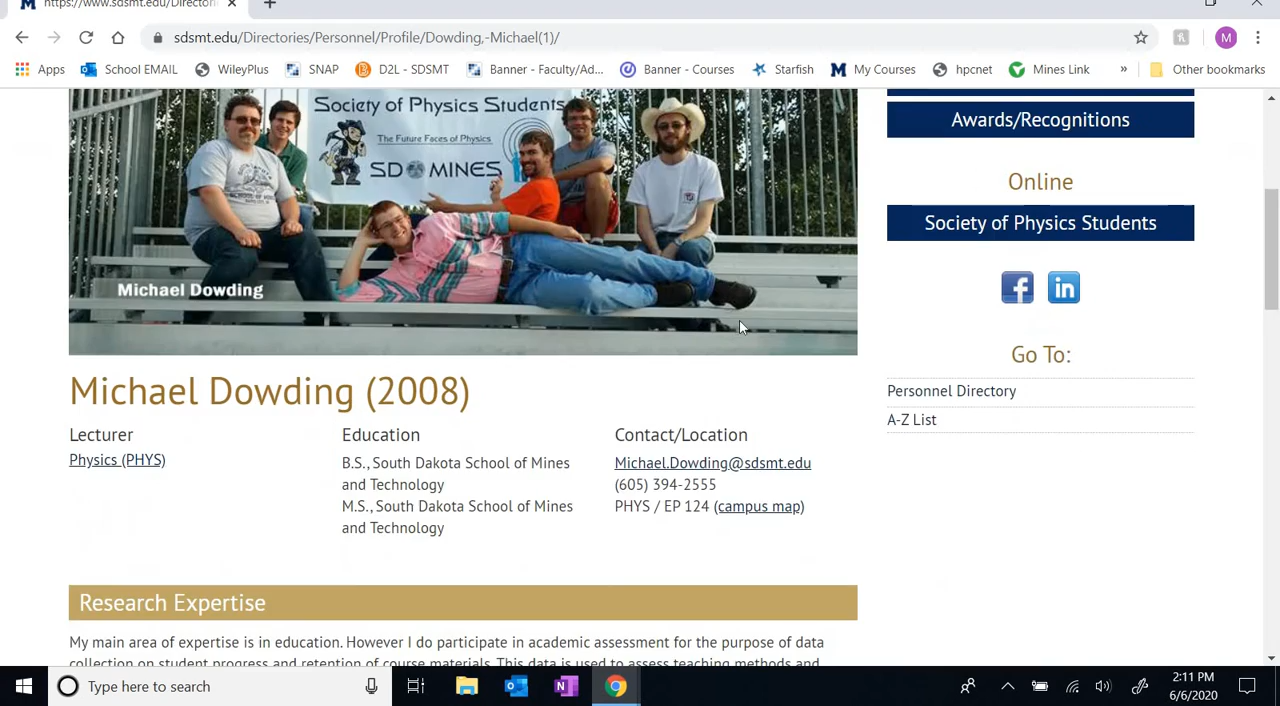 https://www.sdsmt.edu/Director
sdsmt.edu/Directories/Personnel/Profile/Dowding,-Michael(1)/
M
Apps
School EMAIL
WileyPlus
SNAP
D2L - SDSMT
Banner - Faculty/Ad...
Banner - Courses
Starfish
My Courses
hpcnet
Mines Link
»
Other bookmarks
Society of Physics Students
The Future Faces of Physics
SD MINES
Michael Dowding
Awards/Recognitions
Online
Society of Physics Students
Go To:
Personnel Directory
A-Z List
Michael Dowding (2008)
Lecturer
Physics (PHYS)
Education
B.S., South Dakota School of Mines
and Technology
M.S., South Dakota School of Mines
and Technology
Contact/Location
Michael.Dowding@sdsmt.edu
(605) 394-2555
PHYS / EP 124 (campus map)
Research Expertise
My main area of expertise is in education. However I do participate in academic assessment for the purpose of data
collection on student progress and retention of course materials. This data is used to assess teaching methods and
Type here to search
2:11 PM
6/6/2020